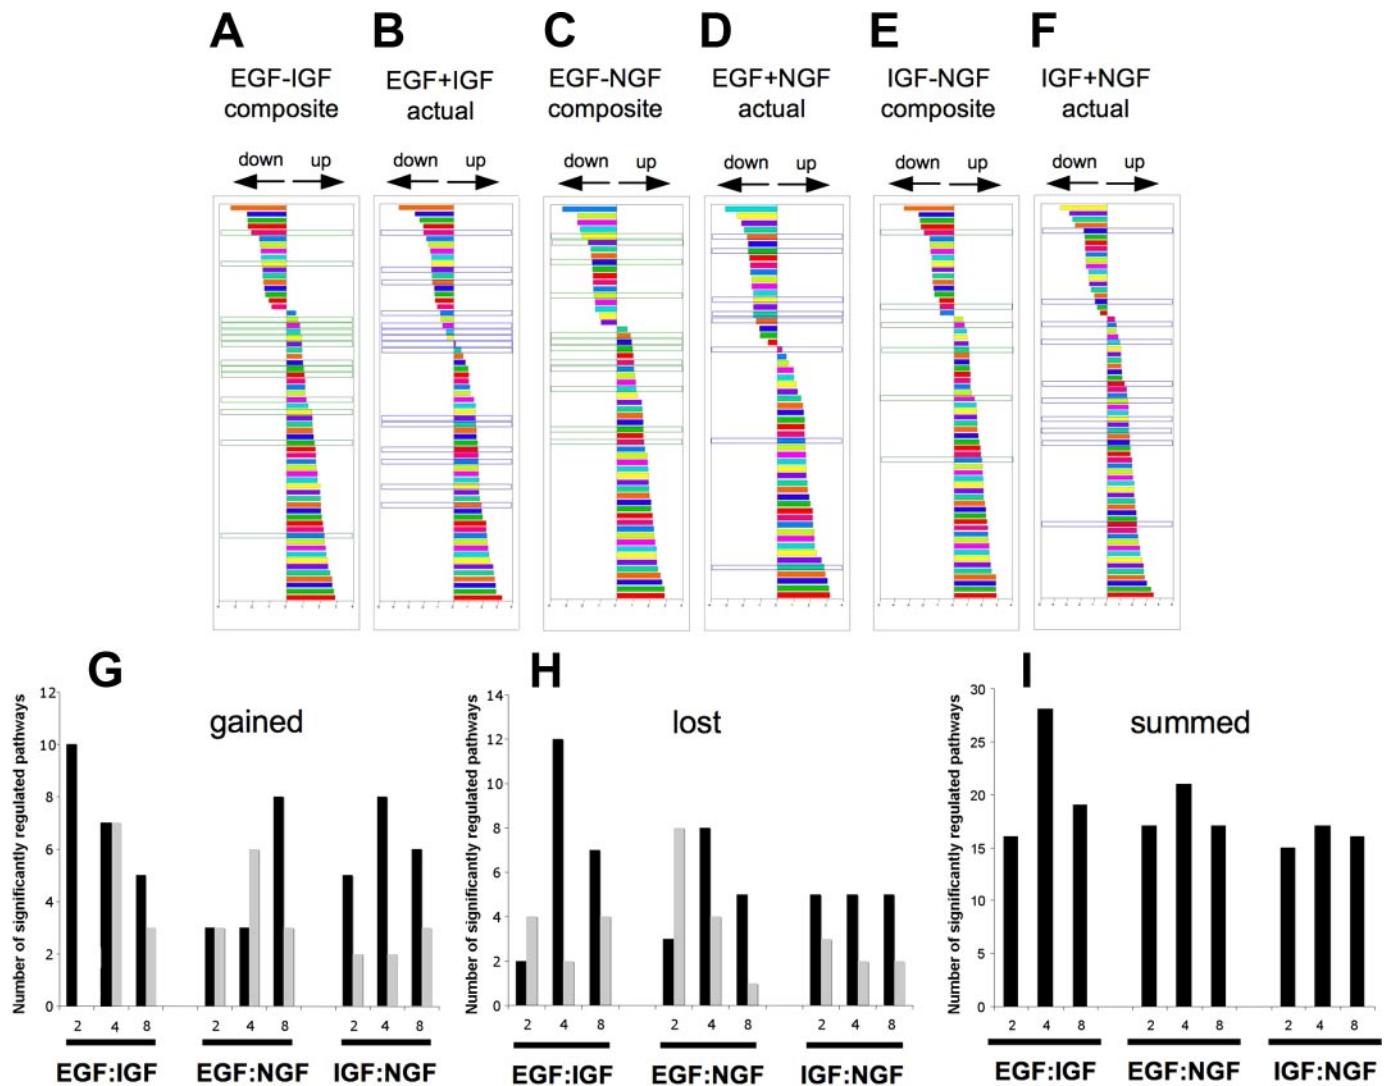 A B C D E F
EGF-IGF EGF+IGF EGF-NGF EGF+NGF IGF-NGF IGF+NGF
composite actual composite actual composite actual
down up down up down up down up down up down up
G H I
gained lost summed
Number of significantly regulated pathways
12
10
8
6
4
2
0
2 4 8 2 4 8 2 4 8
EGF:IGF EGF:NGF IGF:NGF
Number of significantly regulated pathways
14
12
10
8
6
4
2
0
2 4 8 2 4 8 2 4 8
EGF:IGF EGF:NGF IGF:NGF
Number of significantly regulated pathways
30
25
20
15
10
5
0
2 4 8 2 4 8 2 4 8
EGF:IGF EGF:NGF IGF:NGF